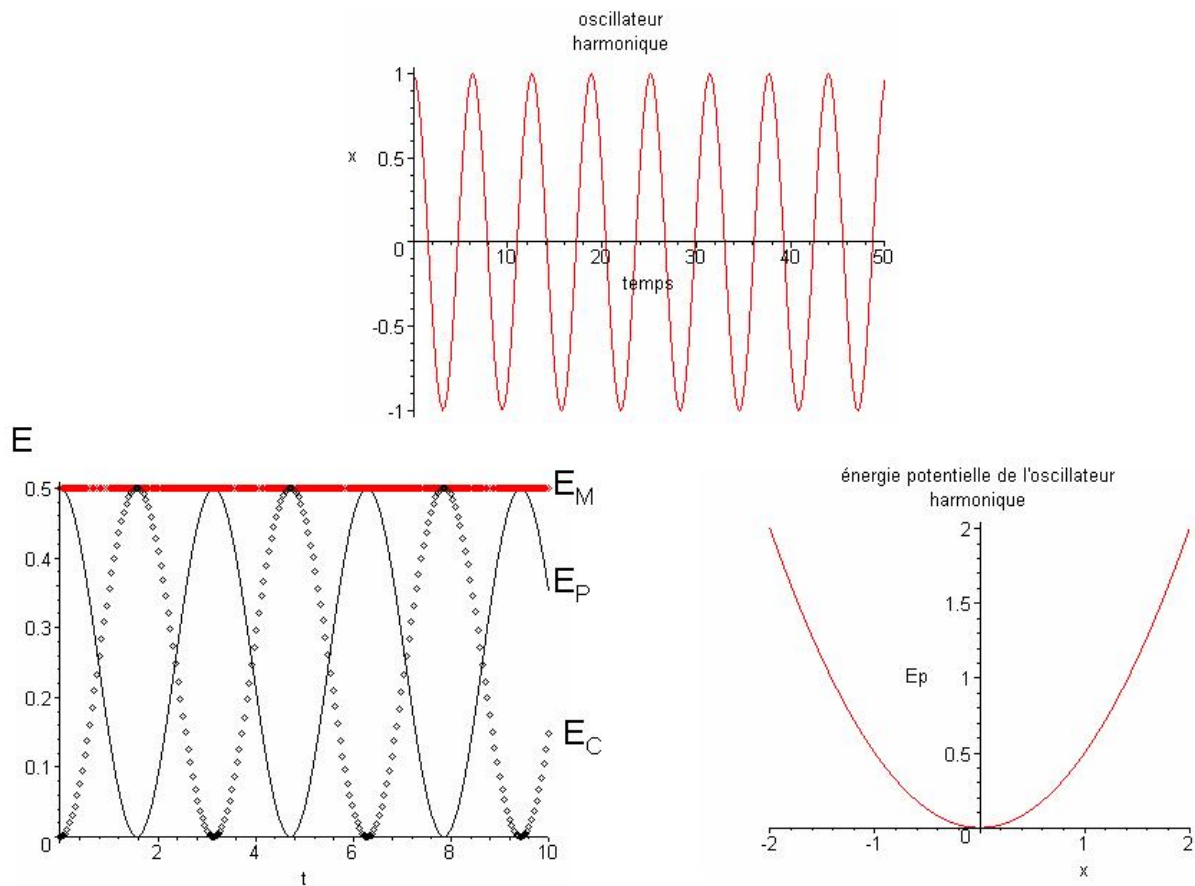 oscillateur
harmonique
1
x
0.5
0
10
20
30
40
50
temps
-0.5
-1
E
0.5
0.4
0.3
0.2
0.1
0
2
4
6
8
10
t
E_M
E_P
E_C
énergie potentielle de l'oscillateur
harmonique
2
1.5
Ep
1
0.5
0
-2
-1
1
2
x